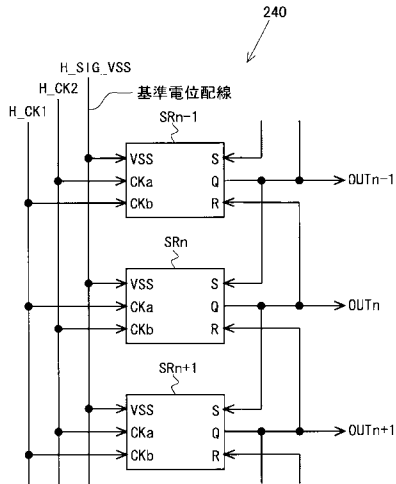 240
H_SIG_VSS
H_CK2
H_CK1
基準電位配線
SRn-1
VSS
S
CKa
Q
OUTn-1
CKb
R
SRn
VSS
S
CKa
Q
OUTn
CKb
R
SRn+1
VSS
S
CKa
Q
OUTn+1
CKb
R